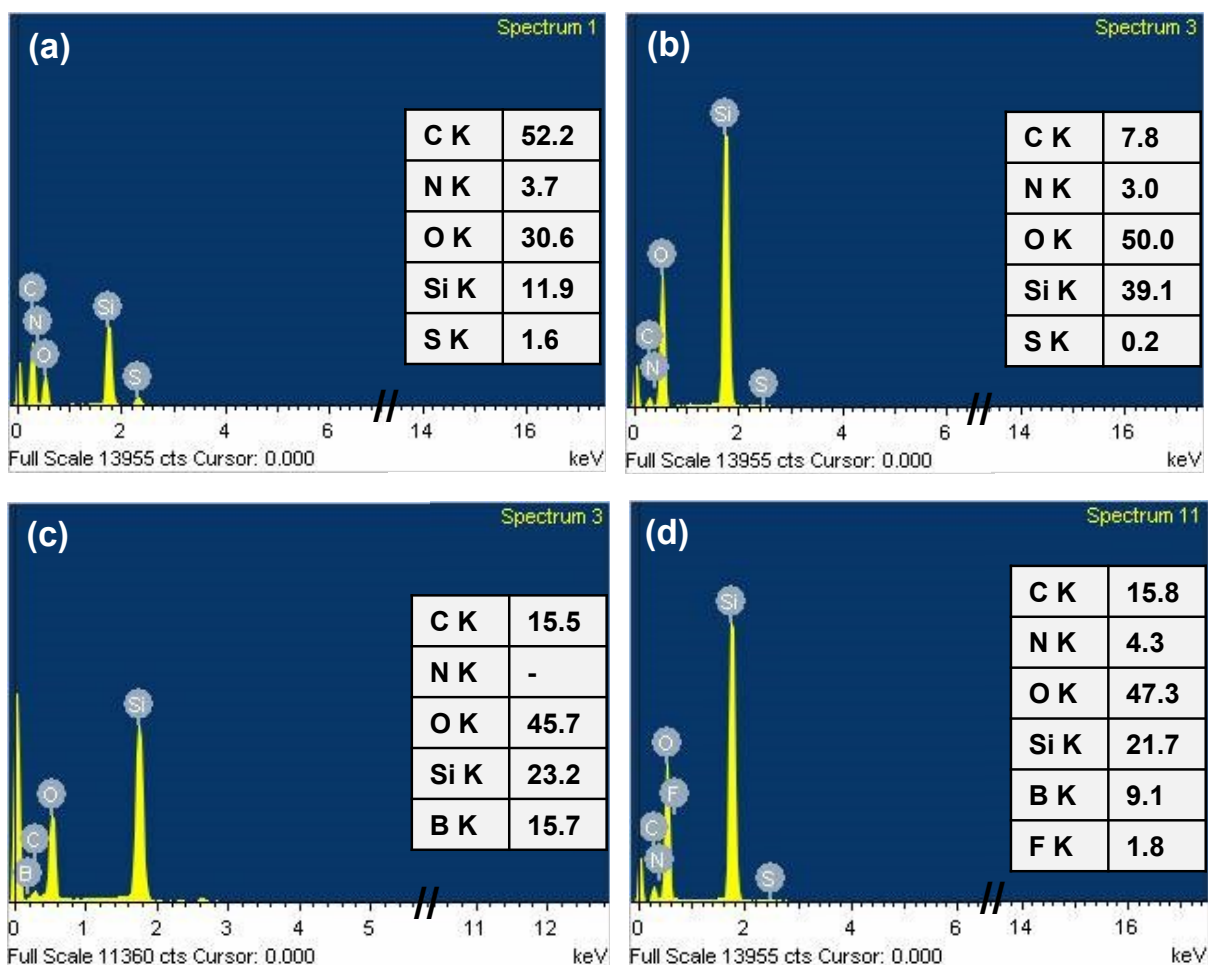 (a)
Spectrum 1
C K 52.2
N K 3.7
O K 30.6
Si K 11.9
S K 1.6
C
N
O
Si
S
//
0 2 4 6 14 16
Full Scale 13955 cts Cursor: 0.000 keV
(b)
Spectrum 3
C K 7.8
N K 3.0
O K 50.0
Si K 39.1
S K 0.2
Si
O
C
N
S
//
0 2 4 6 14 16
Full Scale 13955 cts Cursor: 0.000 keV
(c)
Spectrum 3
C K 15.5
N K -
O K 45.7
Si K 23.2
B K 15.7
Si
O
C
B
//
0 1 2 3 4 5 11 12
Full Scale 11360 cts Cursor: 0.000 keV
(d)
Spectrum 11
C K 15.8
N K 4.3
O K 47.3
Si K 21.7
B K 9.1
F K 1.8
Si
O
F
C
N
S
//
2 4 6 14 16
Full Scale 13955 cts Cursor: 0.000 keV